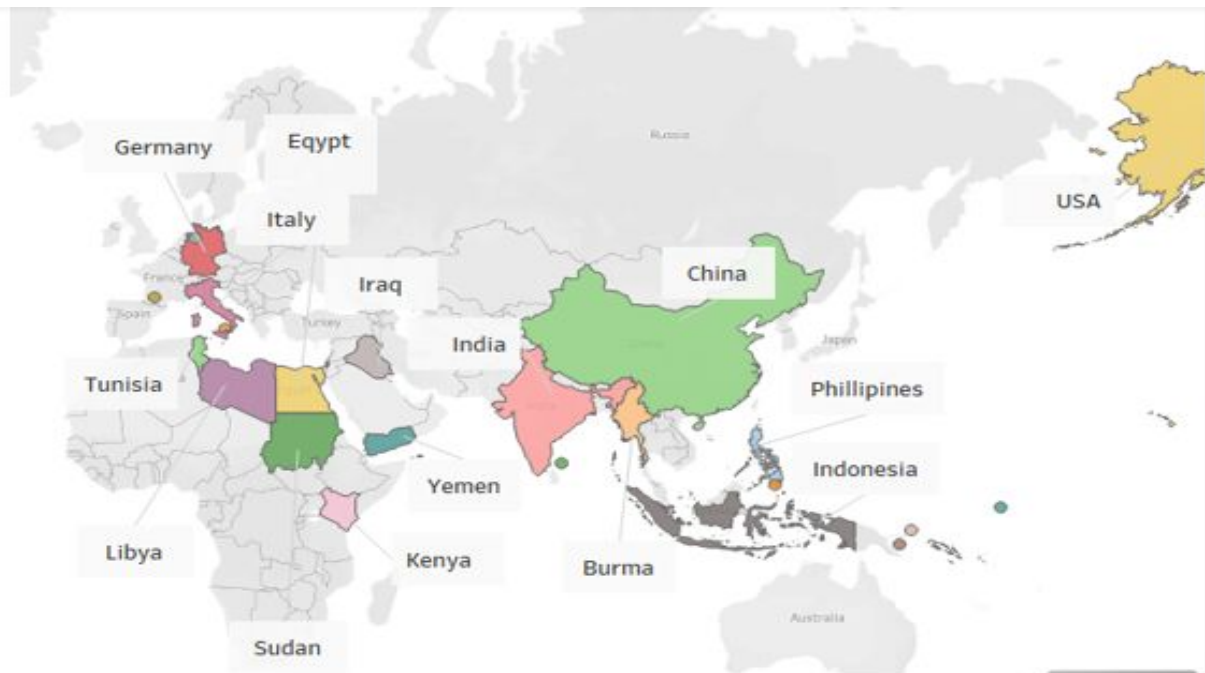 Russia
Germany
Eqypt
USA
Italy
France
China
Iraq
Spain
Turkey
India
Japan
Tunisia
Phillipines
Indonesia
Yemen
Libya
Kenya
Burma
Australia
Sudan